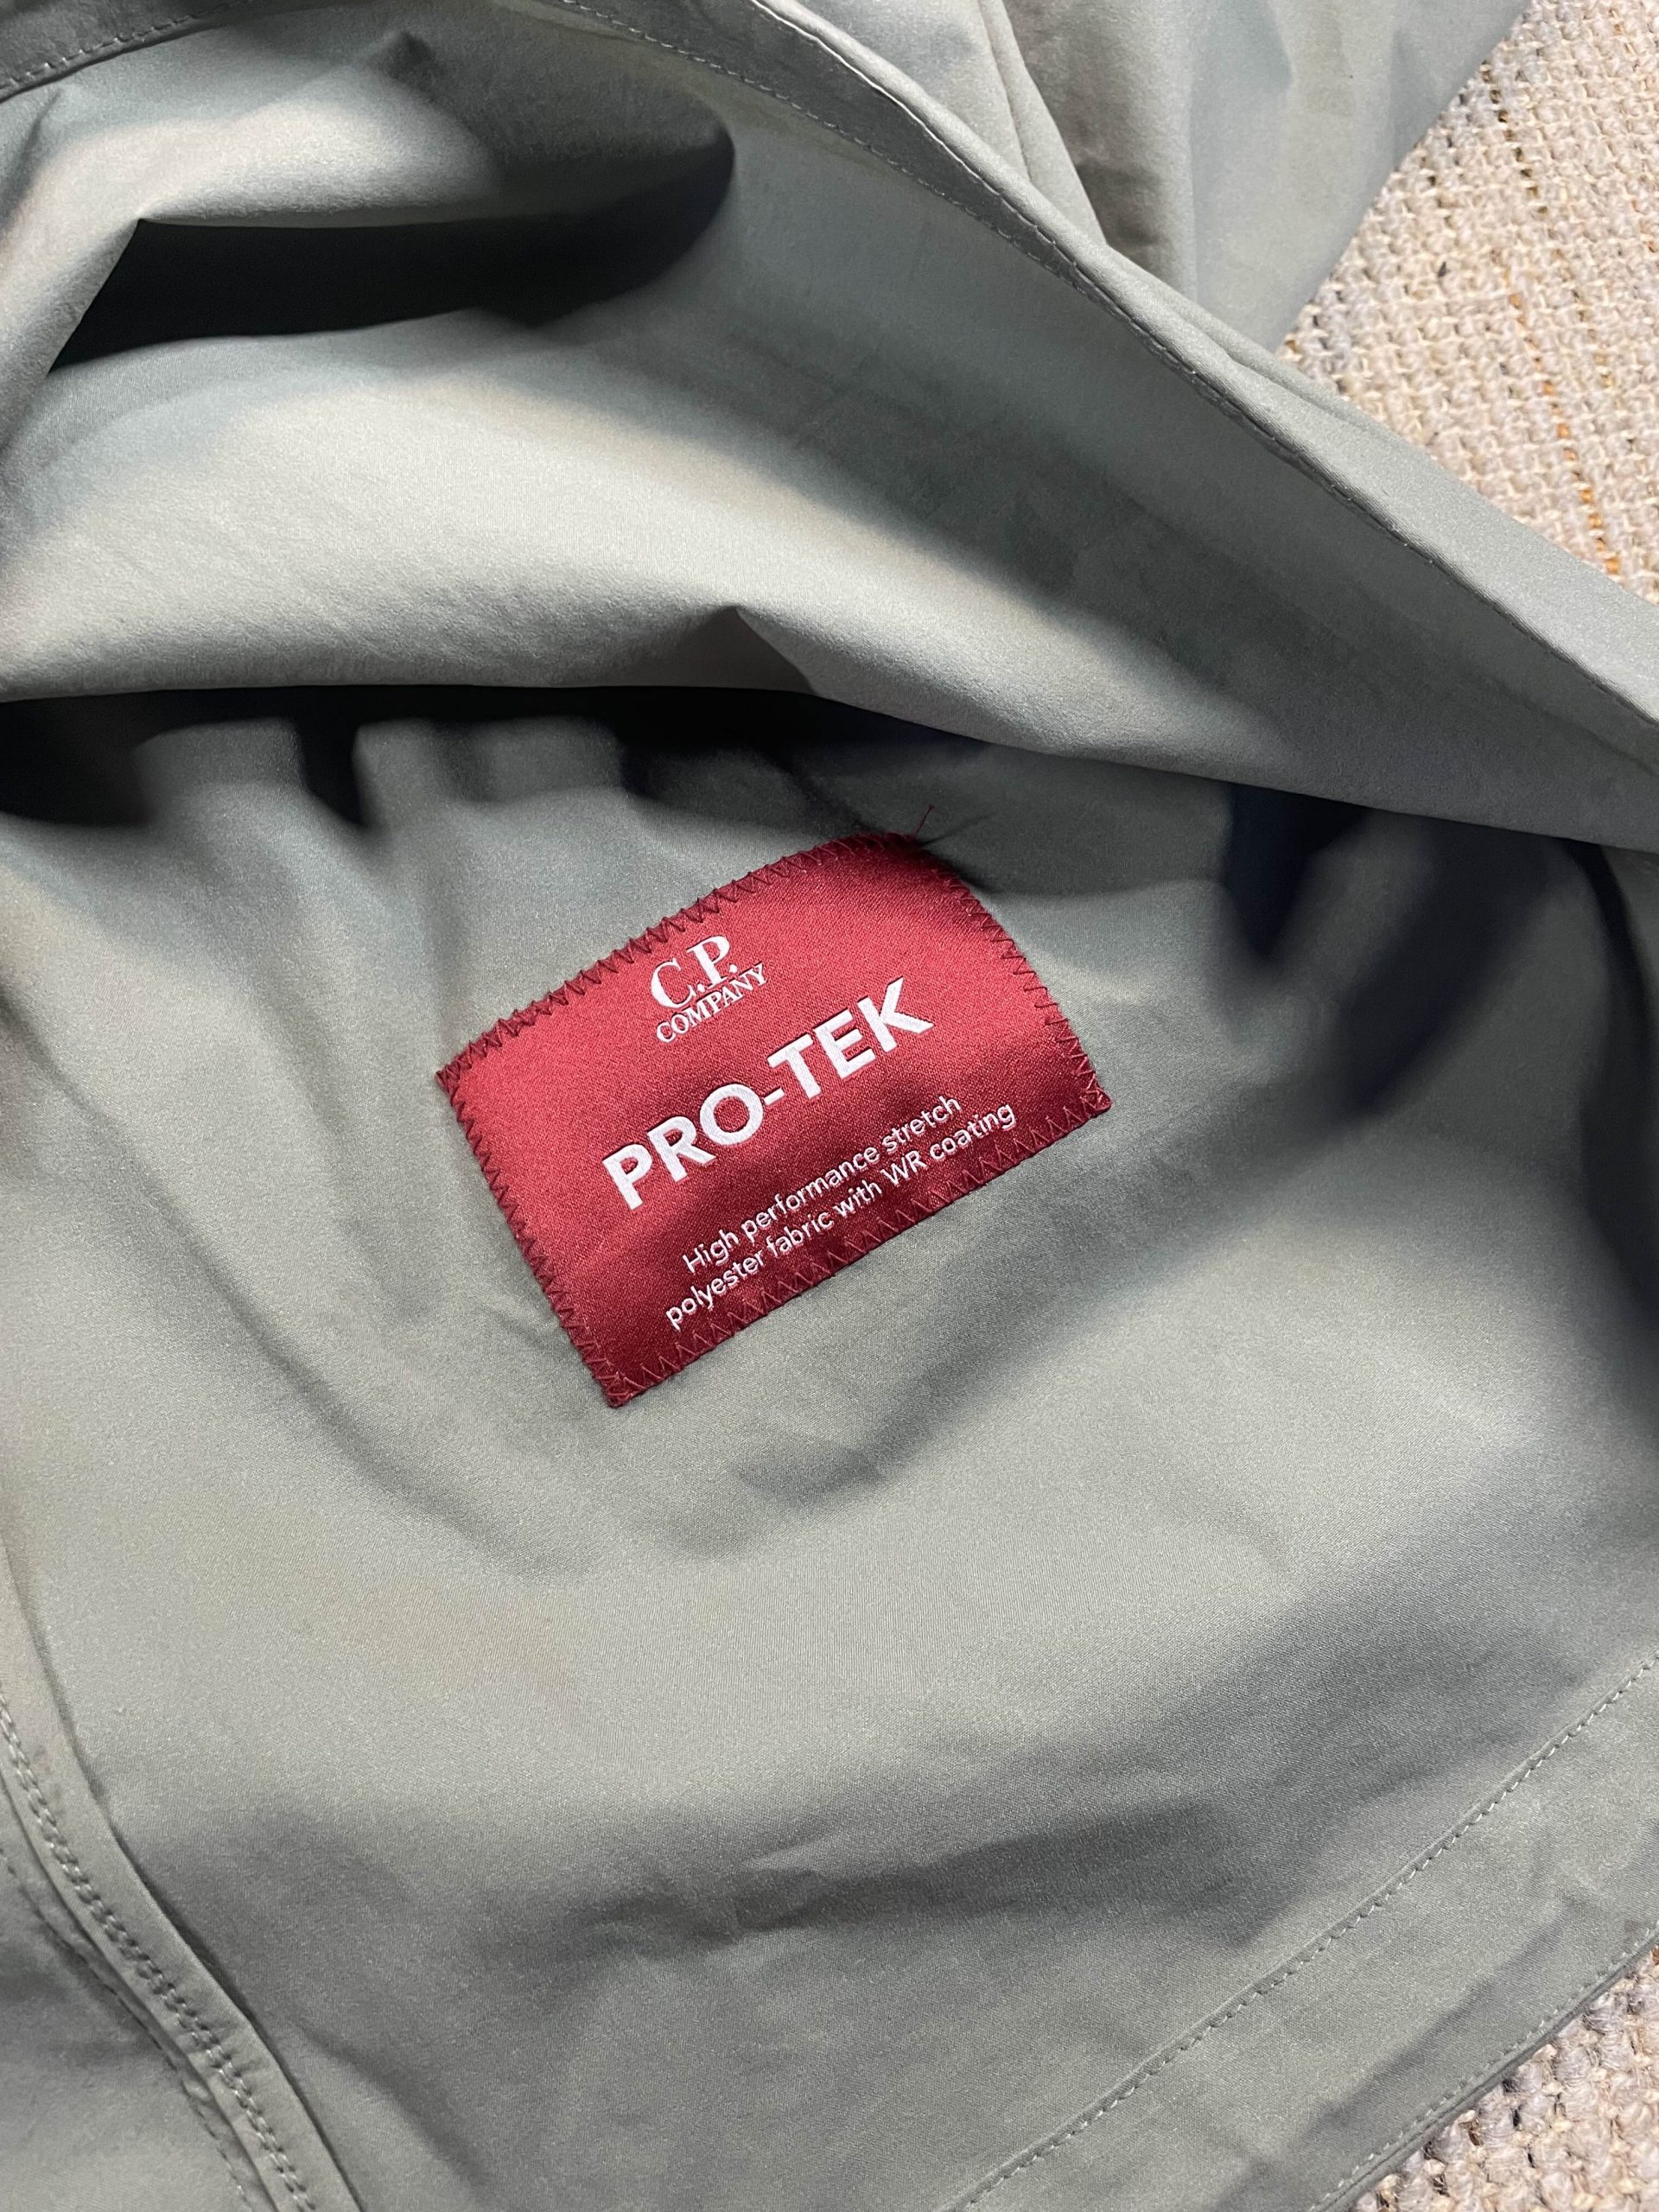 C.P.
COMPANY
PRO-TEK
High performance stretch
polyester fabric with WR coating